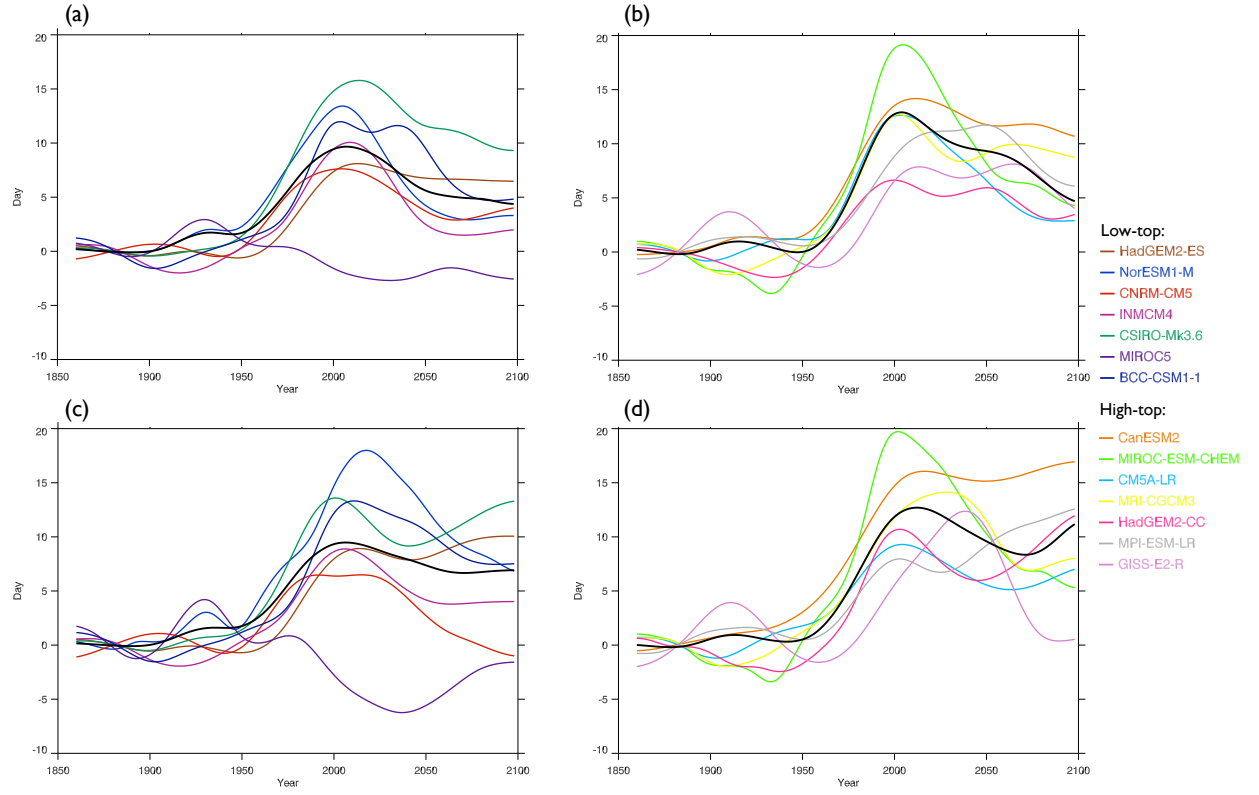 (a)
20
15
10
5
0
-5
-10
Day
1850
1900
1950
2000
2050
2100
Year
(b)
20
15
10
5
0
-5
-10
Day
1850
1900
1950
2000
2050
2100
Year
Low-top:
HadGEM2-ES
NorESM1-M
CNRM-CM5
INMCM4
CSIRO-Mk3.6
MIROC5
BCC-CSM1-1
(c)
20
15
10
5
0
-5
-10
Day
1850
1900
1950
2000
2050
2100
Year
(d)
20
15
10
5
0
-5
-10
Day
1850
1900
1950
2000
2050
2100
Year
High-top:
CanESM2
MIROC-ESM-CHEM
CM5A-LR
MRI-CGCM3
HadGEM2-CC
MPI-ESM-LR
GISS-E2-R